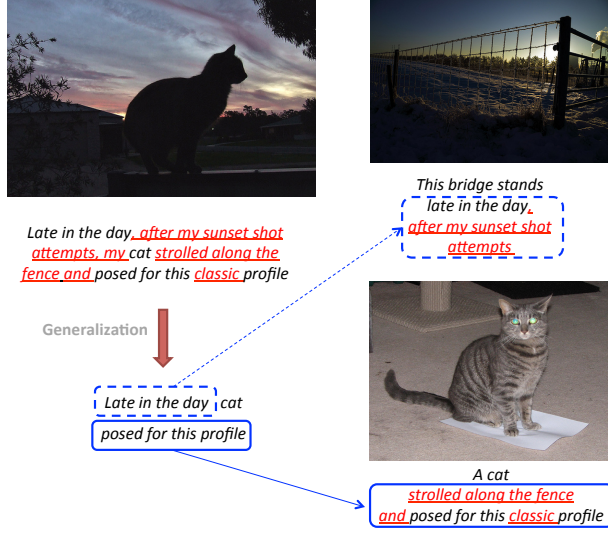 Late in the day, after my sunset shot
attempts, my cat strolled along the
fence and posed for this classic profile
Generalization
Late in the day cat
posed for this profile
This bridge stands
late in the day,
after my sunset shot
attempts
A cat
strolled along the fence
and posed for this classic profile